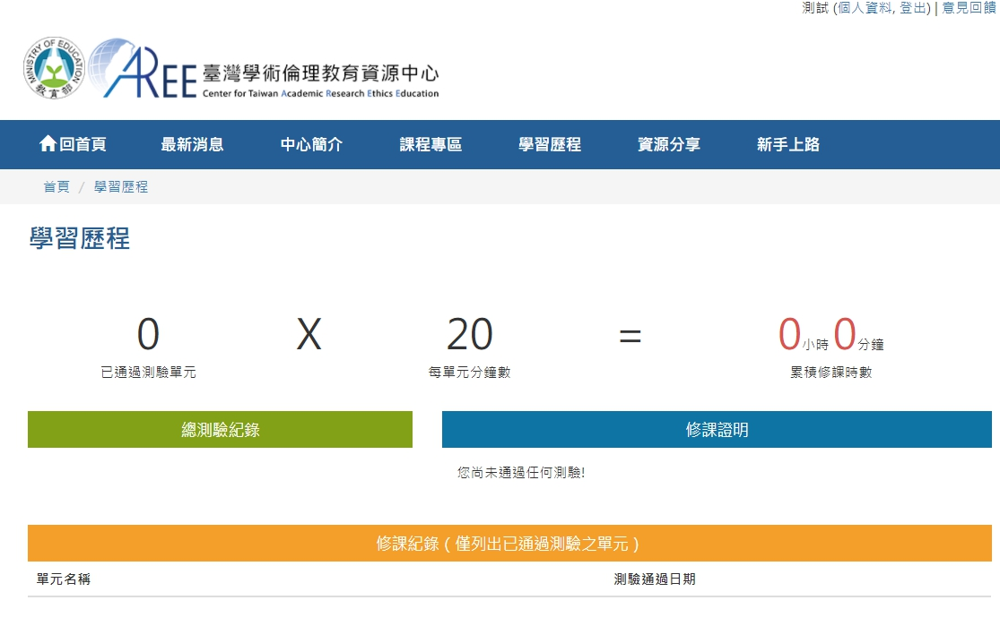 測試 (個人資料, 登出) | 意見回饋
MINISTRY OF EDUCATION
教育部
AREE 臺灣學術倫理教育資源中心
Center for Taiwan Academic Research Ethics Education
回首頁 最新消息 中心簡介 課程專區 學習歷程 資源分享 新手上路
首頁 / 學習歷程
學習歷程
0 X 20 = 0小時 0分鐘
已通過測驗單元 每單元分鐘數 累積修課時數
總測驗紀錄 修課證明
您尚未通過任何測驗!
修課紀錄 ( 僅列出已通過測驗之單元 )
單元名稱 測驗通過日期